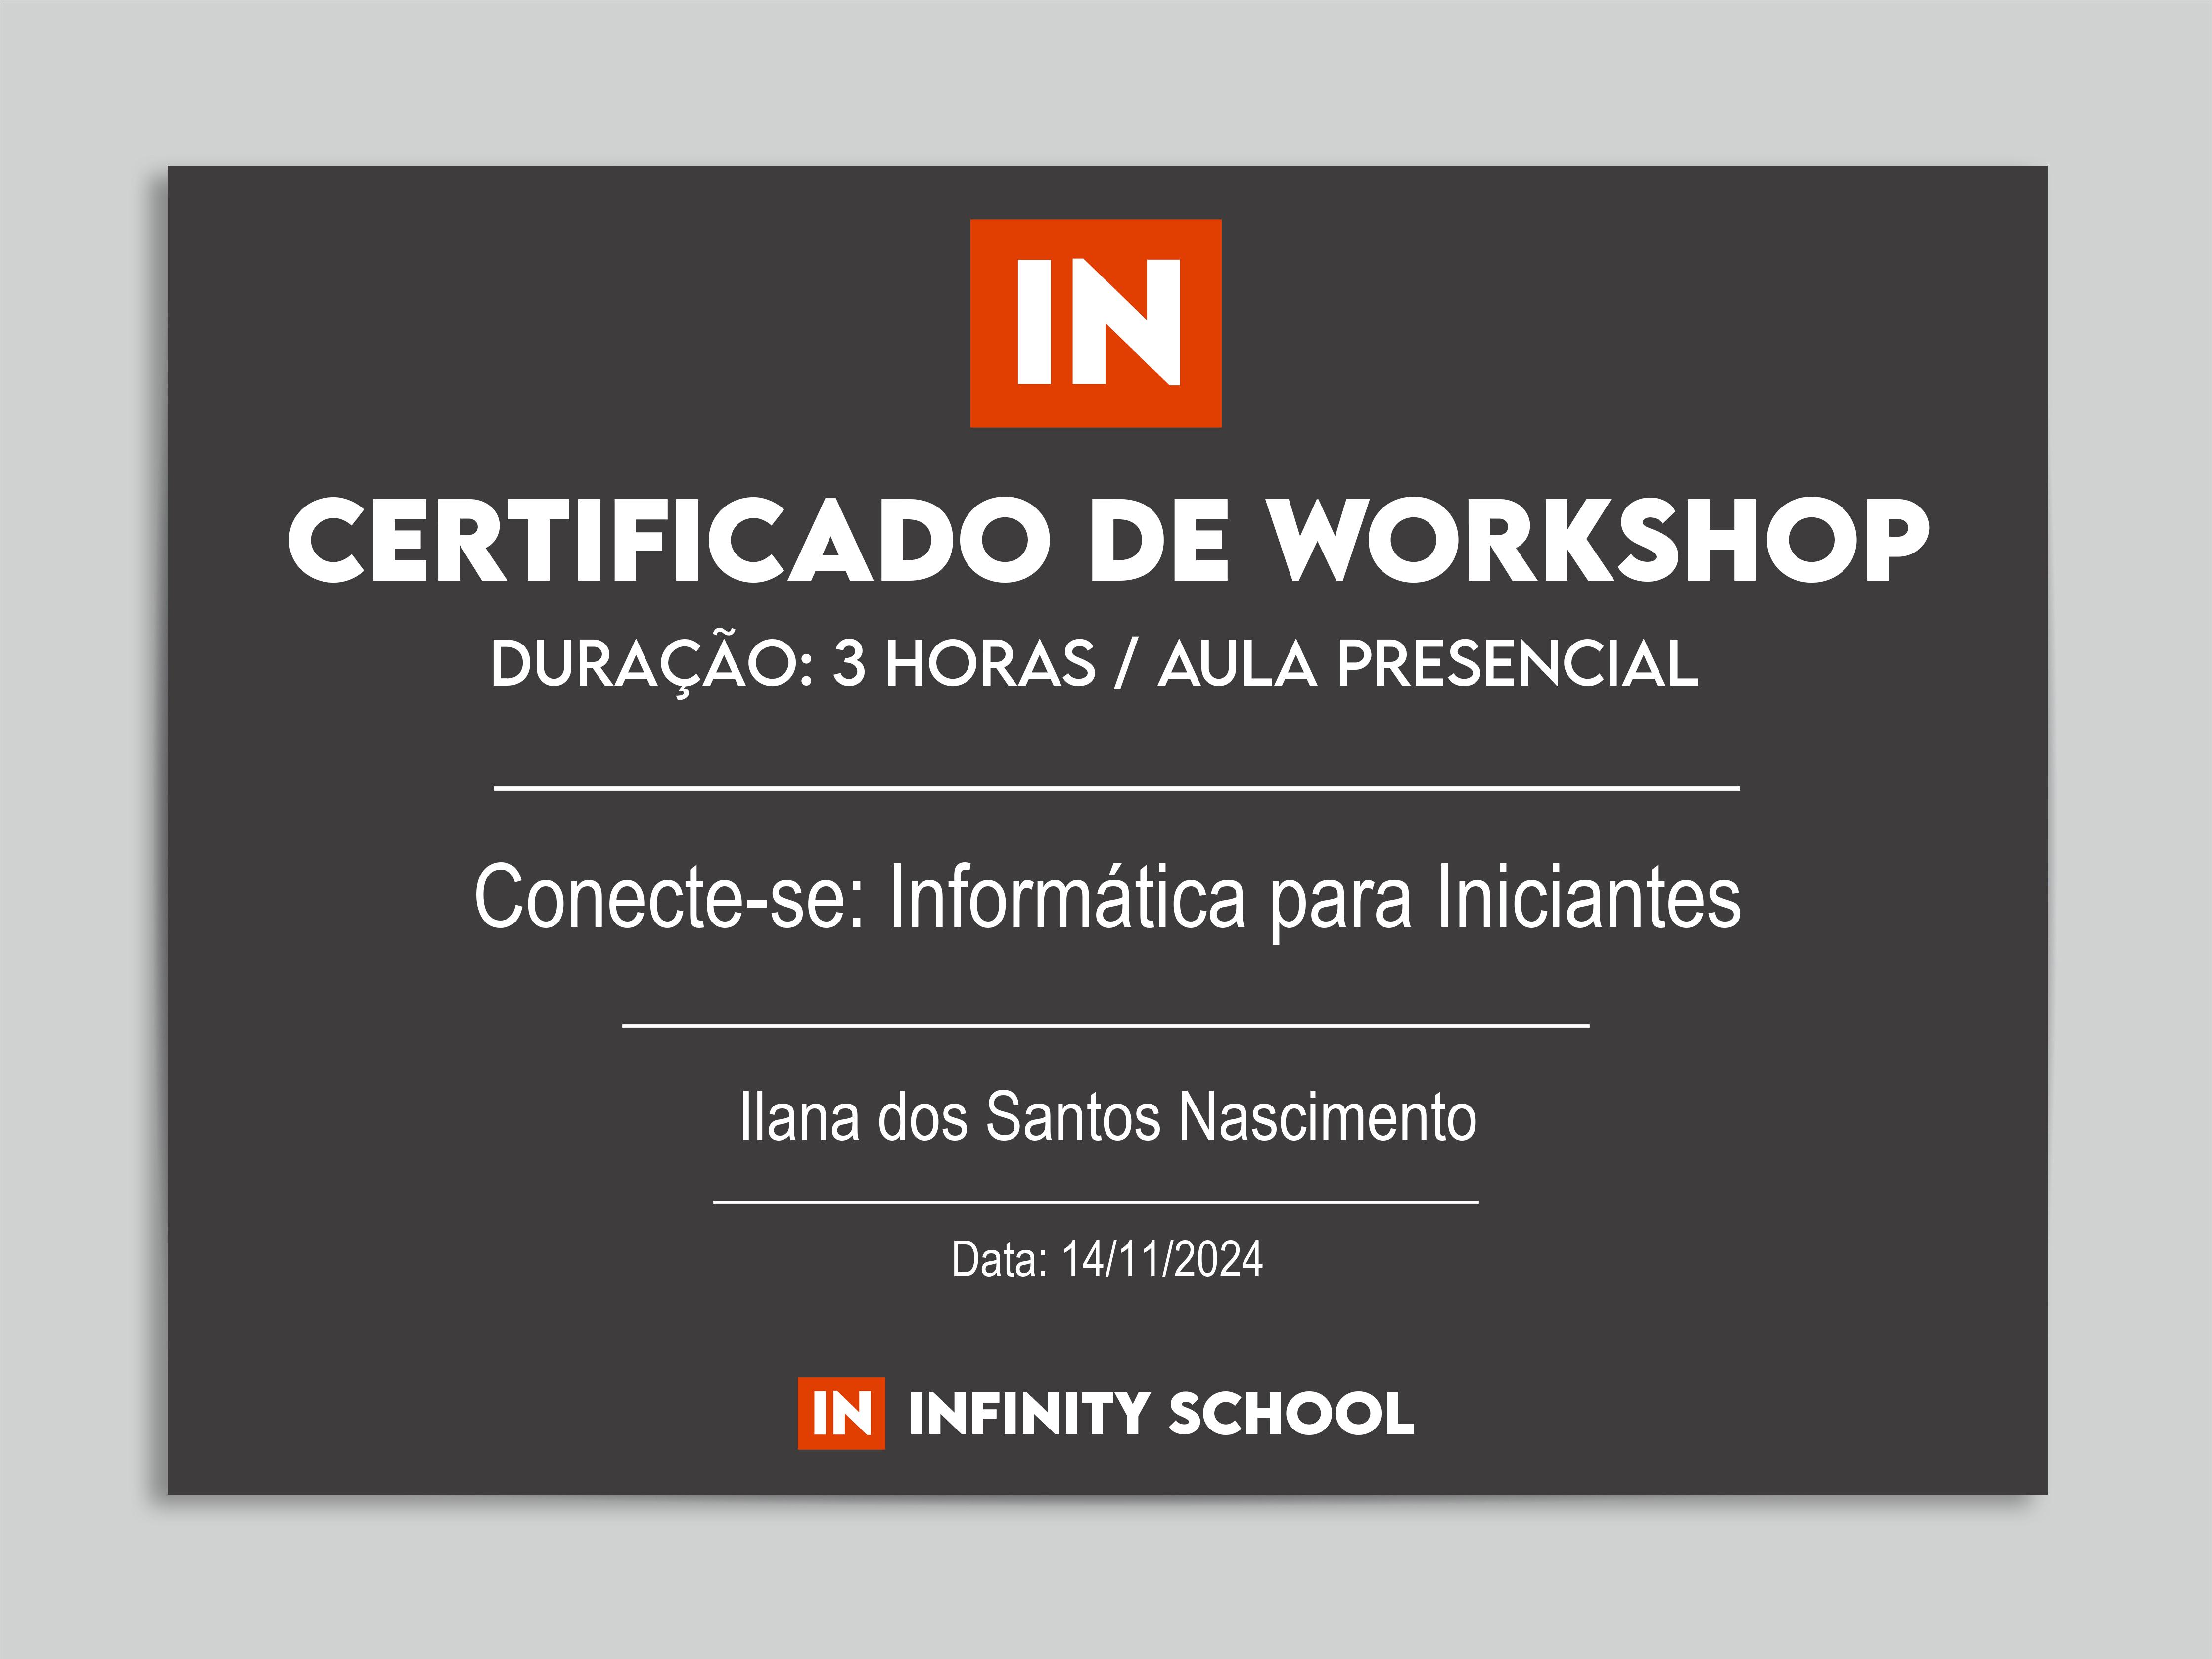 IN
CERTIFICADO DE WORKSHOP
DURAÇÃO: 3 HORAS / AULA PRESENCIAL
Conecte-se: Informática para Iniciantes
Ilana dos Santos Nascimento
Data: 14/11/2024
IN INFINITY SCHOOL